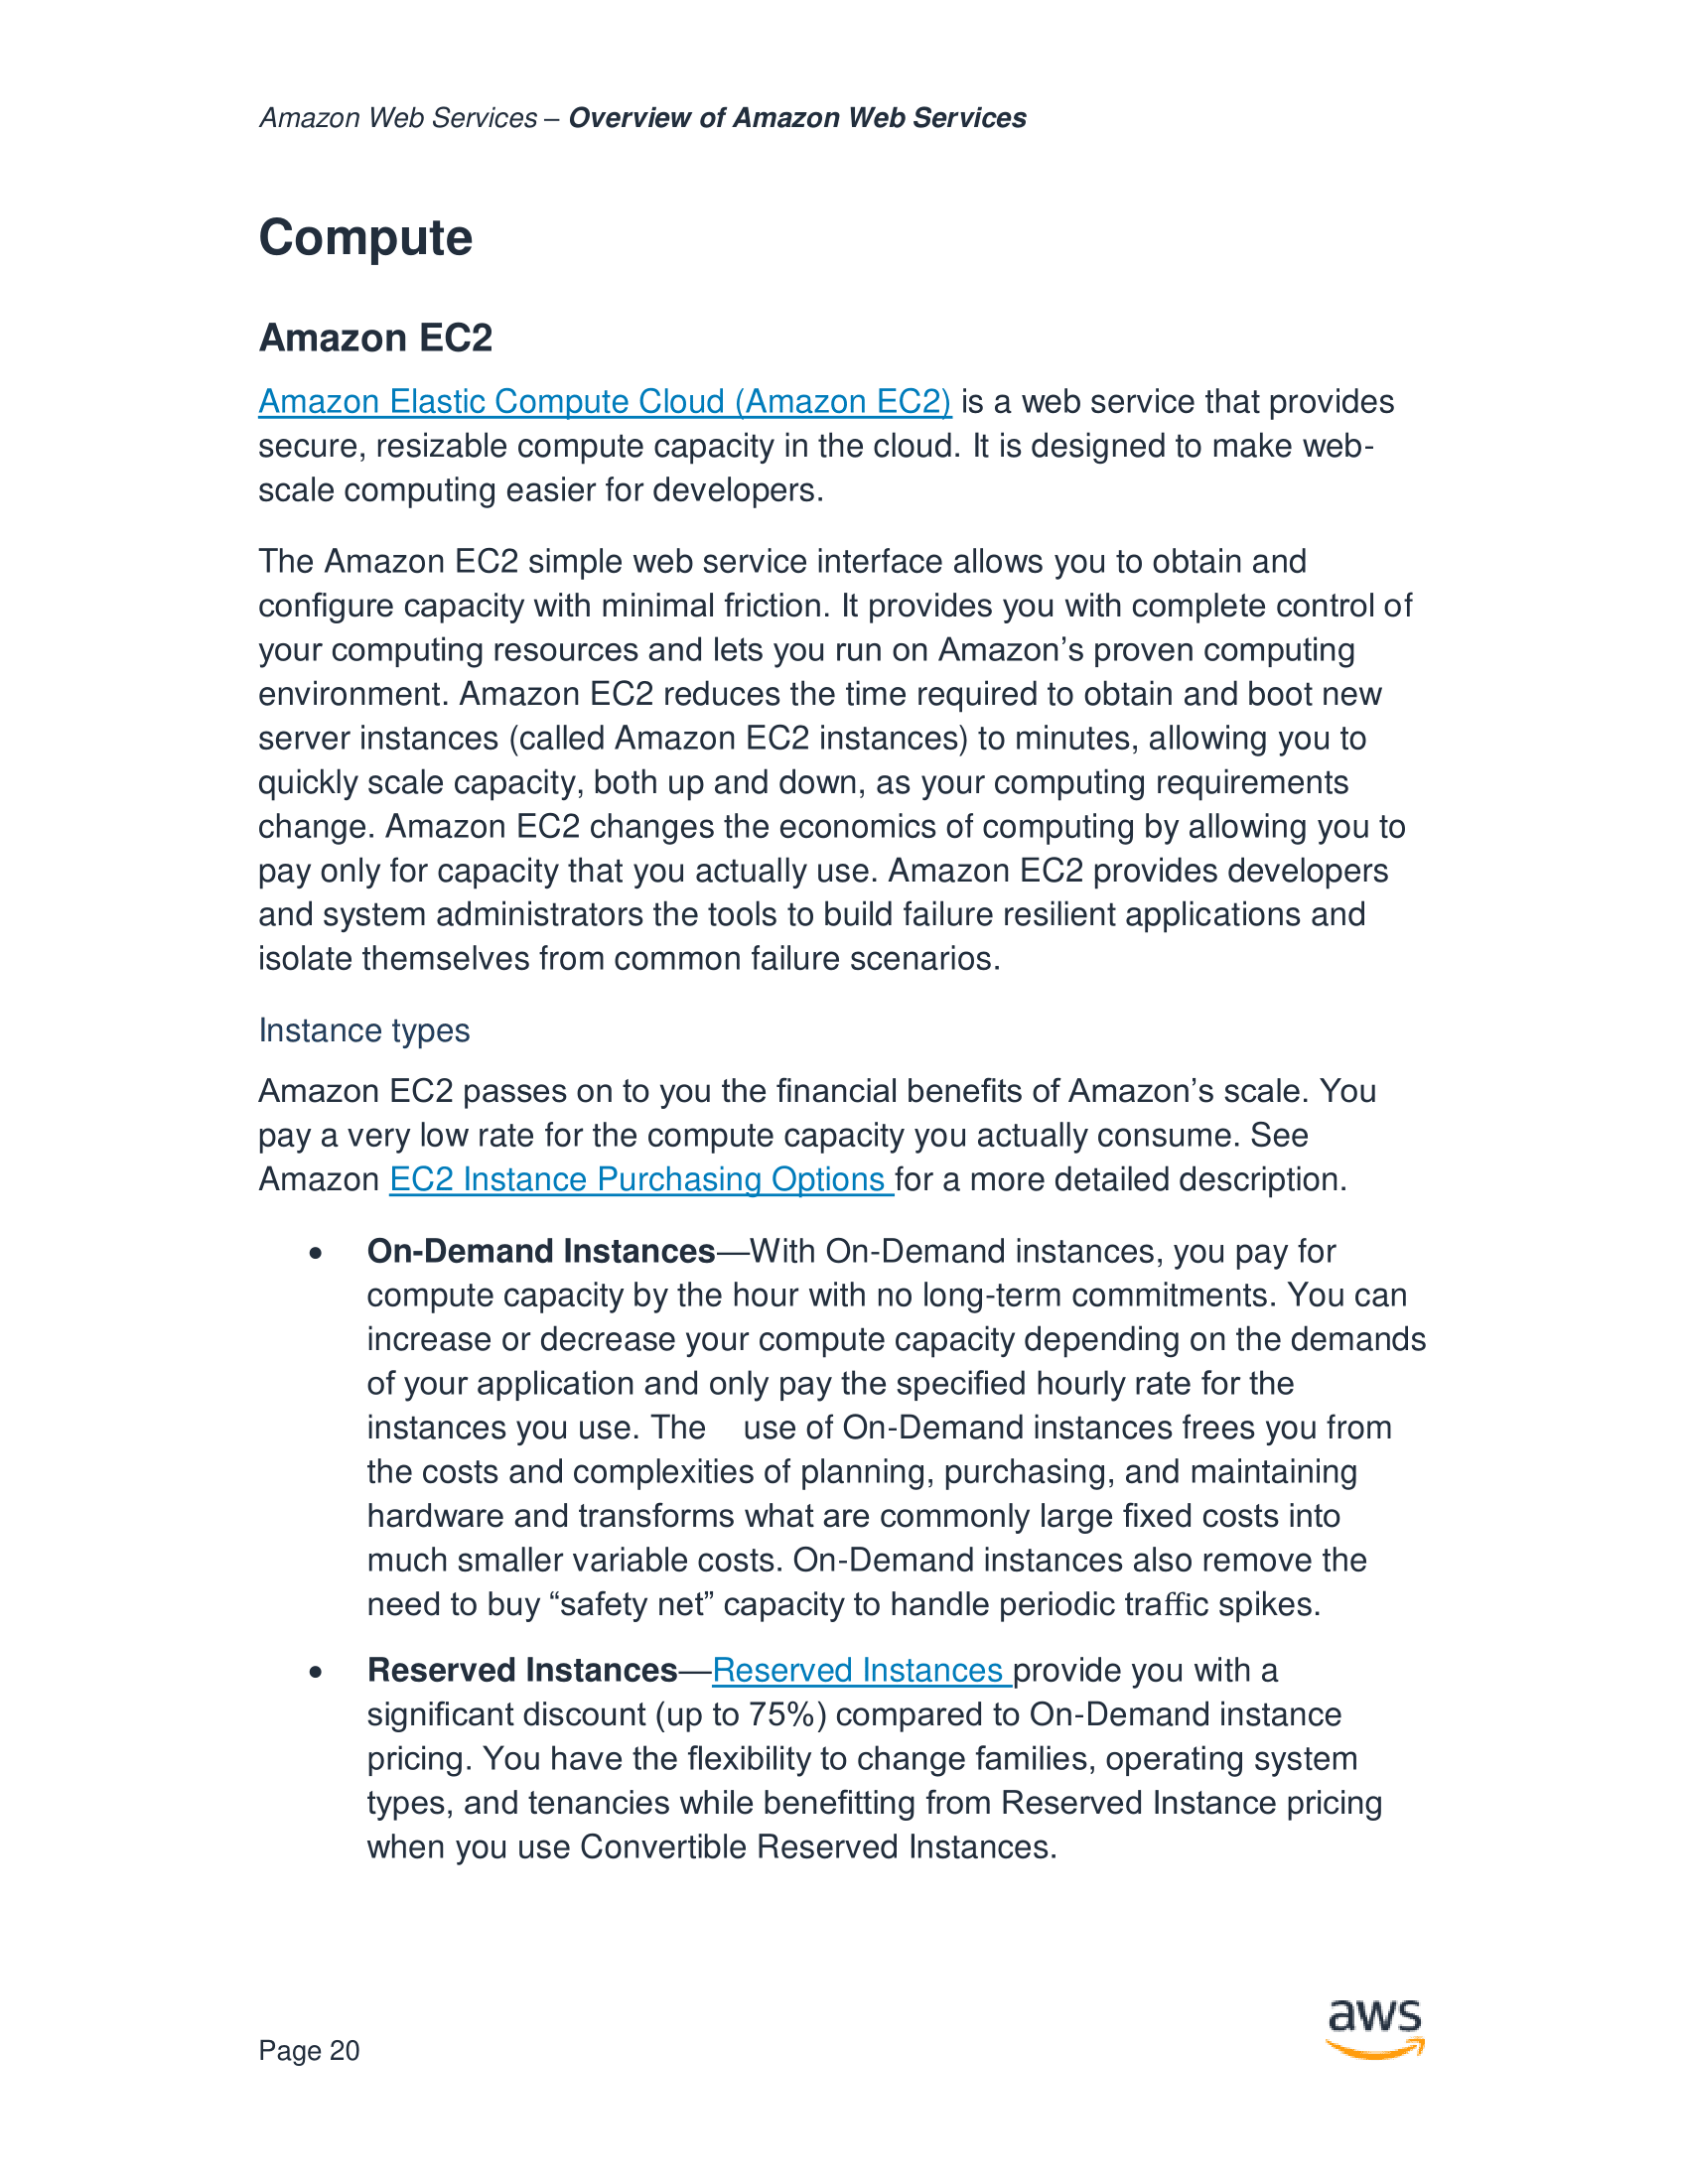 Amazon Web Services – Overview of Amazon Web Services
Compute
Amazon EC2
Amazon Elastic Compute Cloud (Amazon EC2) is a web service that provides
secure, resizable compute capacity in the cloud. It is designed to make web-
scale computing easier for developers.
The Amazon EC2 simple web service interface allows you to obtain and
configure capacity with minimal friction. It provides you with complete control of
your computing resources and lets you run on Amazon’s proven computing
environment. Amazon EC2 reduces the time required to obtain and boot new
server instances (called Amazon EC2 instances) to minutes, allowing you to
quickly scale capacity, both up and down, as your computing requirements
change. Amazon EC2 changes the economics of computing by allowing you to
pay only for capacity that you actually use. Amazon EC2 provides developers
and system administrators the tools to build failure resilient applications and
isolate themselves from common failure scenarios.
Instance types
Amazon EC2 passes on to you the financial benefits of Amazon’s scale. You
pay a very low rate for the compute capacity you actually consume. See
Amazon EC2 Instance Purchasing Options for a more detailed description.
• On-Demand Instances—With On-Demand instances, you pay for
compute capacity by the hour with no long-term commitments. You can
increase or decrease your compute capacity depending on the demands
of your application and only pay the specified hourly rate for the
instances you use. The use of On-Demand instances frees you from
the costs and complexities of planning, purchasing, and maintaining
hardware and transforms what are commonly large fixed costs into
much smaller variable costs. On-Demand instances also remove the
need to buy “safety net” capacity to handle periodic traffic spikes.
• Reserved Instances—Reserved Instances provide you with a
significant discount (up to 75%) compared to On-Demand instance
pricing. You have the flexibility to change families, operating system
types, and tenancies while benefitting from Reserved Instance pricing
when you use Convertible Reserved Instances.
aws
Page 20